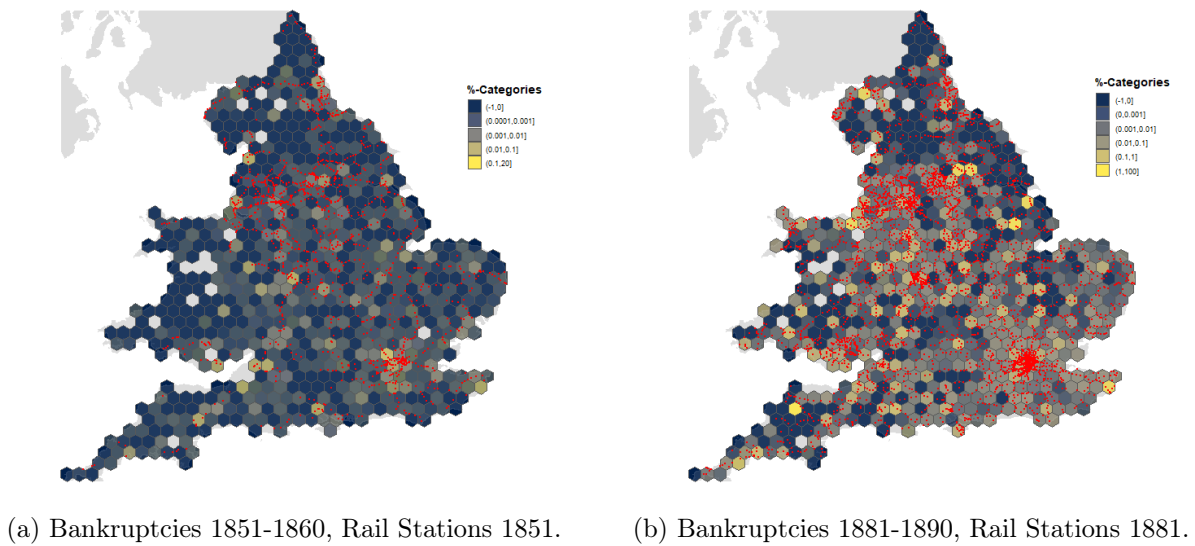 %-Categories
(-1,0]
(0.0001,0.001]
(0.001,0.01]
(0.01,0.1]
(0.1,20]
%-Categories
(-1,0]
(0,0.001]
(0.001,0.01]
(0.01,0.1]
(0.1,1]
(1,100]
(a) Bankruptcies 1851-1860, Rail Stations 1851.
(b) Bankruptcies 1881-1890, Rail Stations 1881.